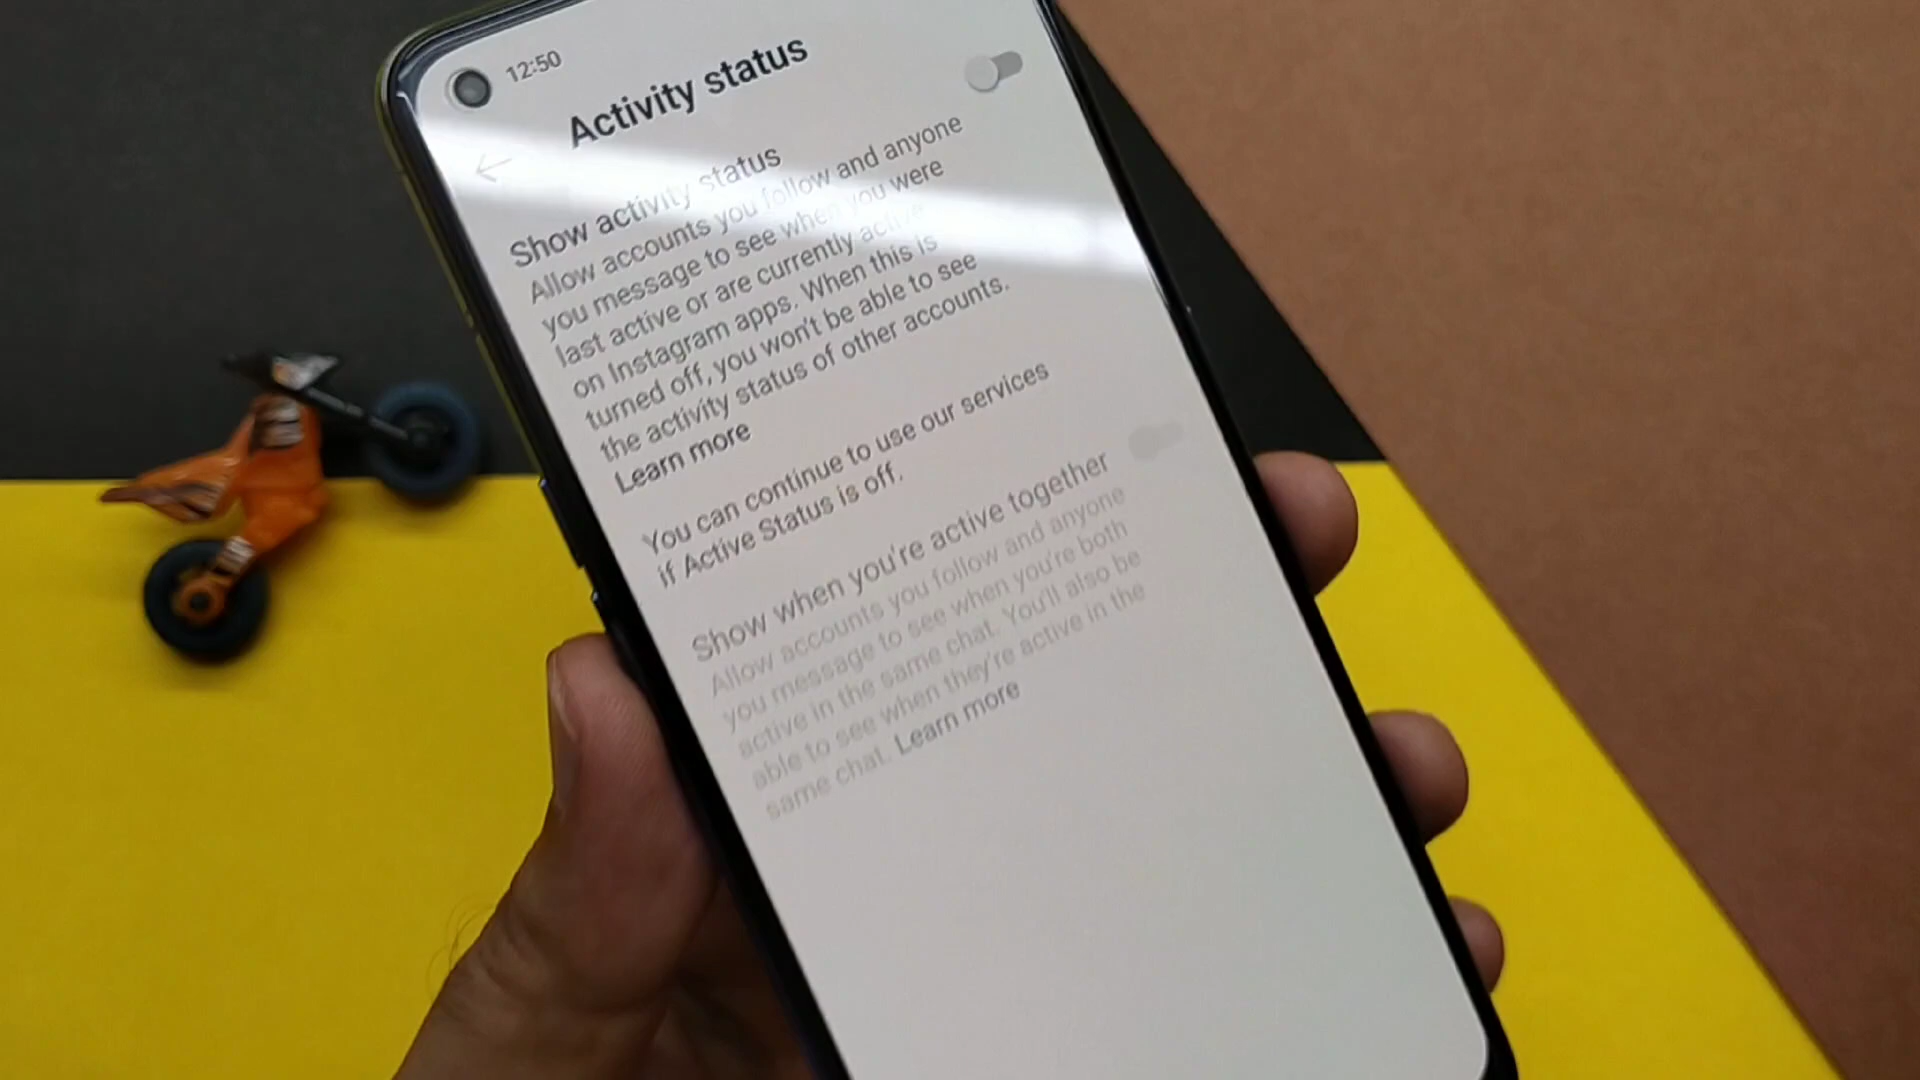 12:50
Activity status
Show activity status
Allow accounts you follow and anyone
you message to see when you were
last active or are currently active
on Instagram apps. When this is
turned off, you won't be able to see
the activity status of other accounts.
Learn more
You can continue to use our services
if Active Status is off.
Show when you're active together
Allow accounts you follow and anyone
you message to see when you're both
active in the same chat. You'll also be
able to see when they're active in the
same chat. Learn more